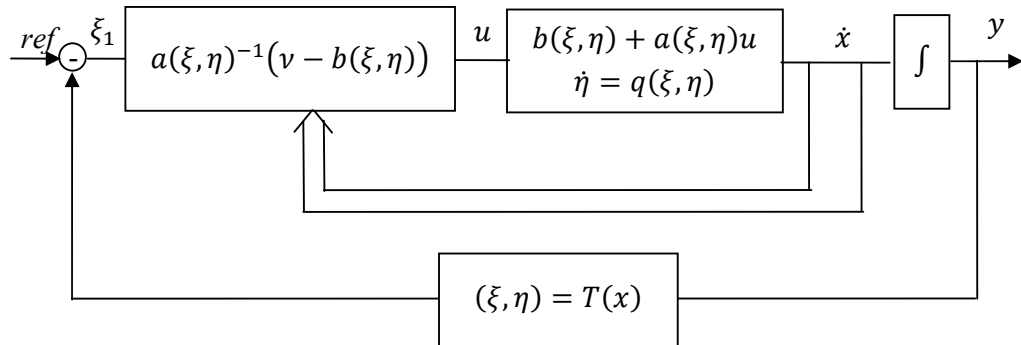 ref
-
ξ₁
a(ξ,η)⁻¹(ν − b(ξ,η))
u
b(ξ,η) + a(ξ,η)u
η̇ = q(ξ,η)
ẋ
∫
y
(ξ,η) = T(x)